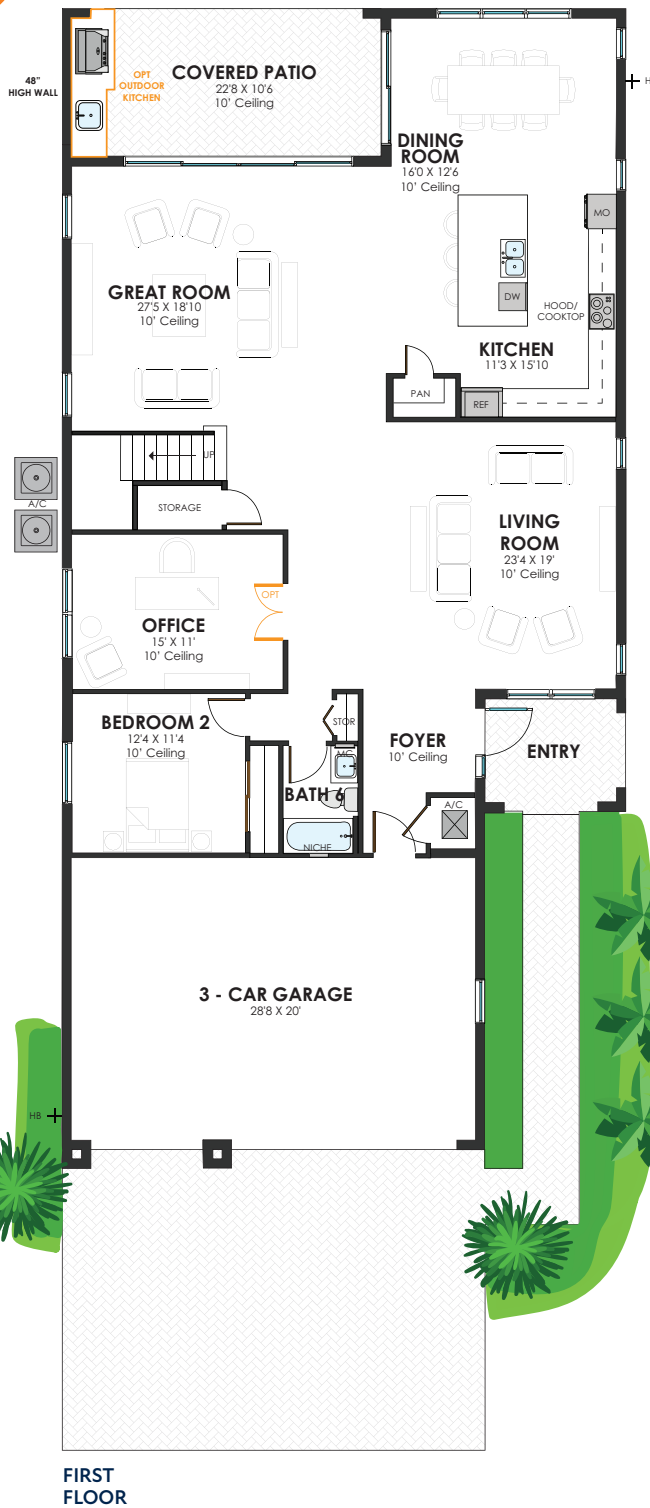 48"
HIGH WALL
OPT
OUTDOOR
KITCHEN
COVERED PATIO
22'8 X 10'6
10' Ceiling
H
DINING
ROOM
16'0 X 12'6
10' Ceiling
MO
DW
HOOD/
COOKTOP
GREAT ROOM
27'5 X 18'10
10' Ceiling
KITCHEN
11'3 X 15'10
PAN
REF
UP
A/C
STORAGE
LIVING
ROOM
23'4 X 19'
10' Ceiling
OPT
OFFICE
15' X 11'
10' Ceiling
BEDROOM 2
12'4 X 11'4
10' Ceiling
STOR
FOYER
10' Ceiling
ENTRY
MC
BATH 6
A/C
NICHE
3 - CAR GARAGE
28'8 X 20'
HB
FIRST
FLOOR